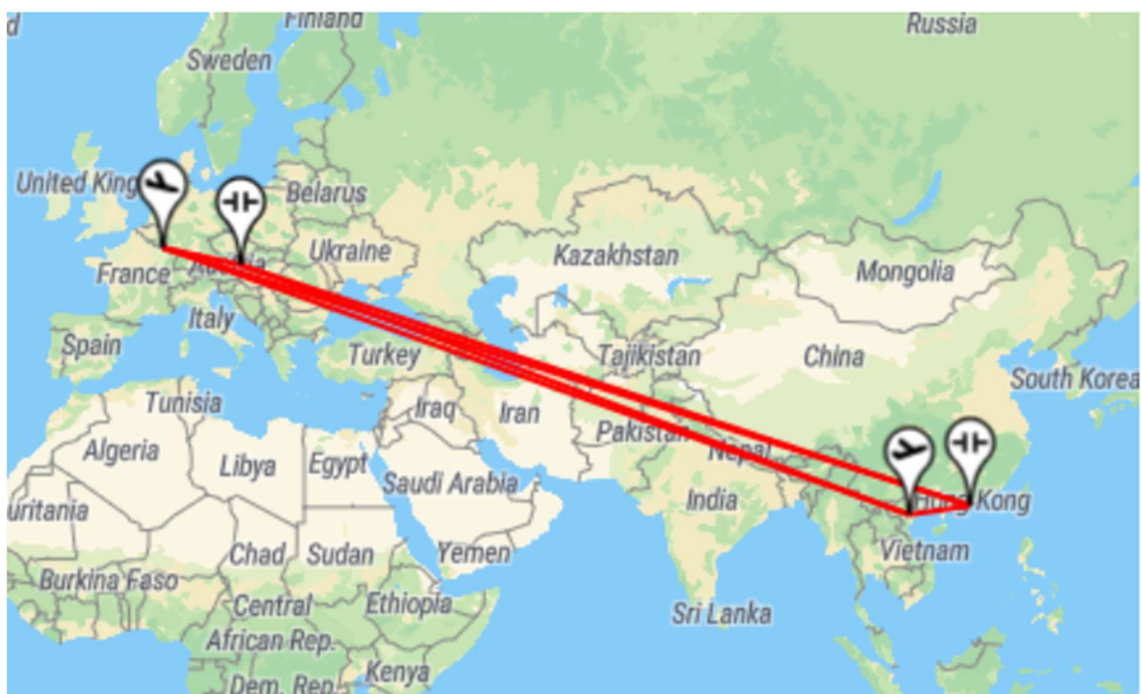 d
Finland
Russia
Sweden
United King
Belarus
Ukraine
France
Kazakhstan
Mongolia
Italy
Spain
Turkey
Tajikistan
China
South Korea
Tunisia
Iraq
Iran
Pakistan
Algeria
Libya
Egypt
Nepal
Saudi Arabia
India
Hong Kong
uritania
Chad
Sudan
Yemen
Vietnam
Burkina Faso
Central
African Rep.
Ethiopia
Sri Lanka
Kenya
Dem. Rep.